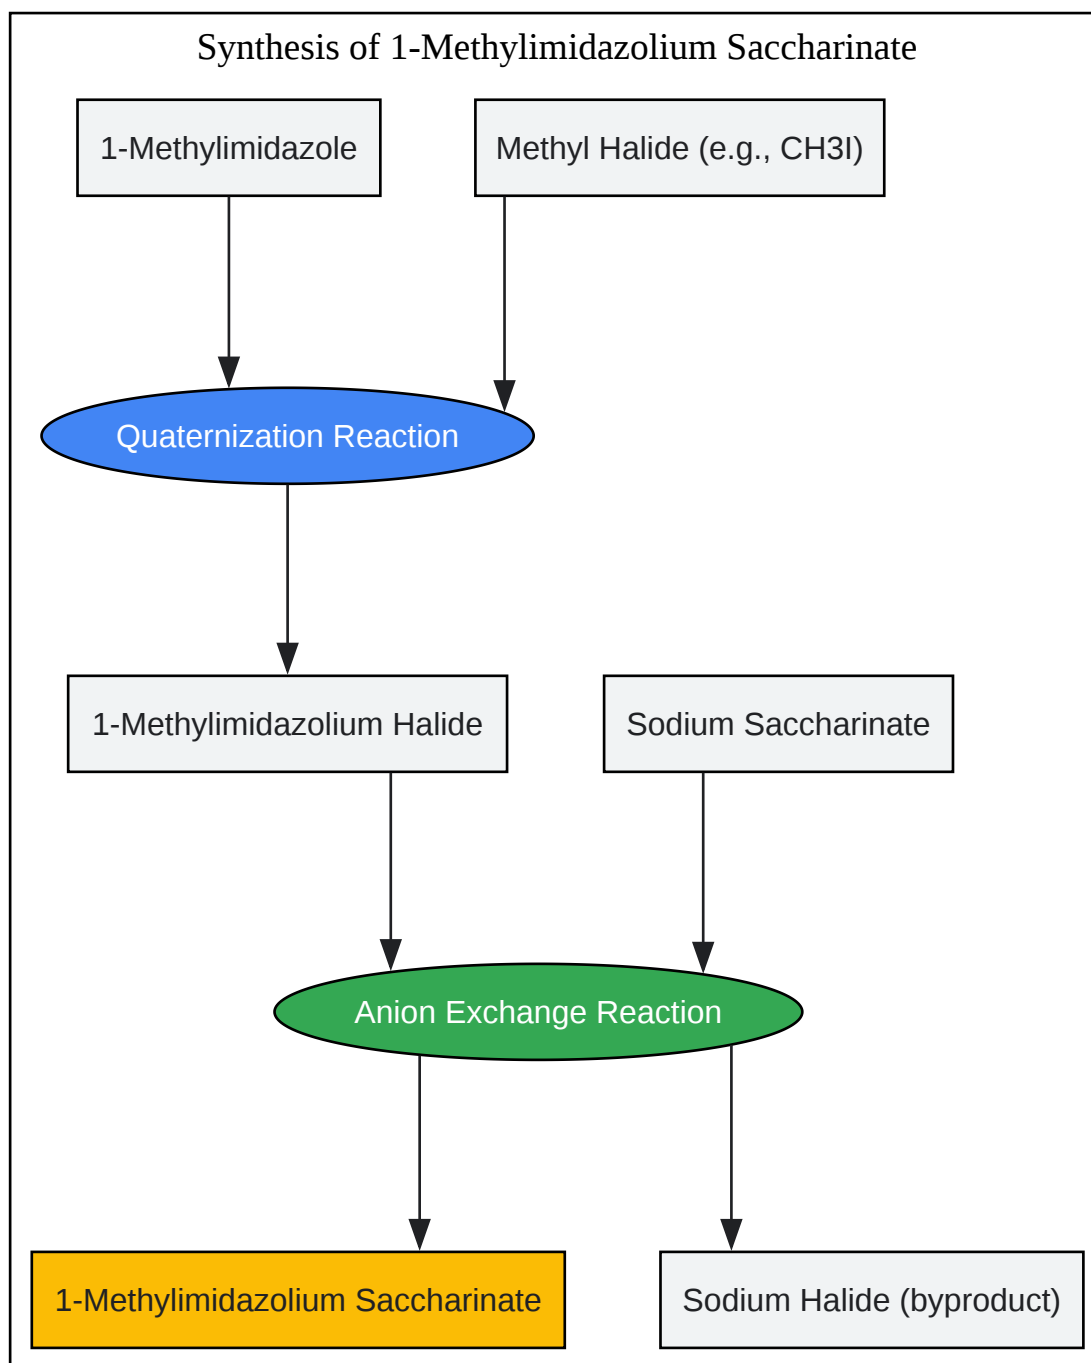 Synthesis of 1-Methylimidazolium Saccharinate
1-Methylimidazole
Methyl Halide (e.g., CH3I)
Quaternization Reaction
1-Methylimidazolium Halide
Sodium Saccharinate
Anion Exchange Reaction
1-Methylimidazolium Saccharinate
Sodium Halide (byproduct)